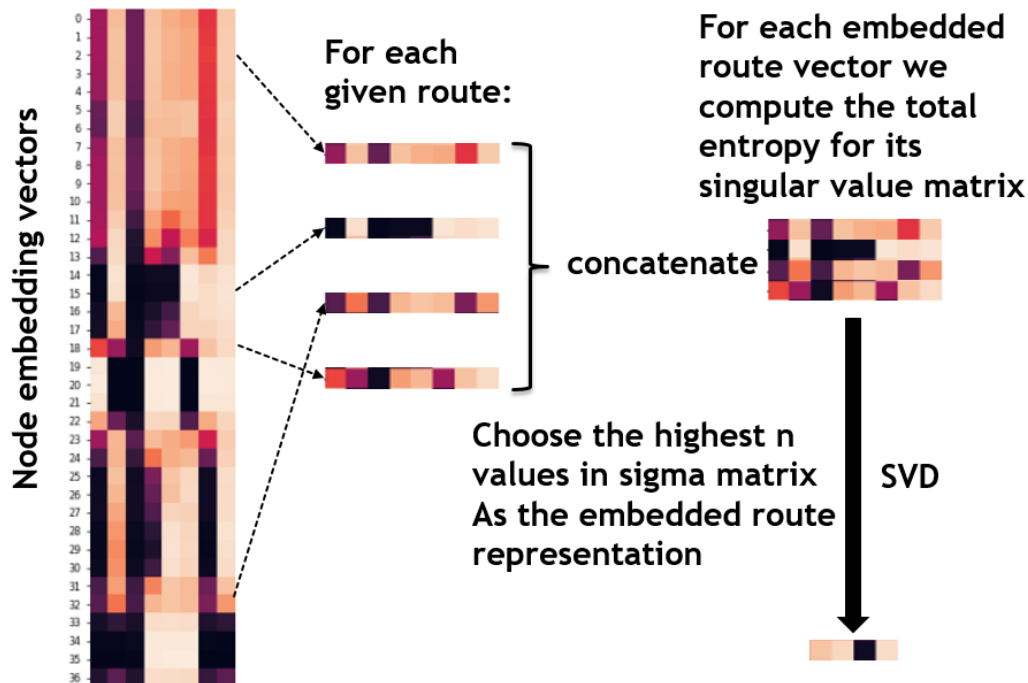 Node embedding vectors
0
1
2
3
4
5
6
7
8
9
10
11
12
13
14
15
16
17
18
19
20
21
22
23
24
25
26
27
28
29
30
31
32
33
34
35
36
For each
given route:
concatenate
For each embedded
route vector we
compute the total
entropy for its
singular value matrix
Choose the highest n
values in sigma matrix
As the embedded route
representation
SVD